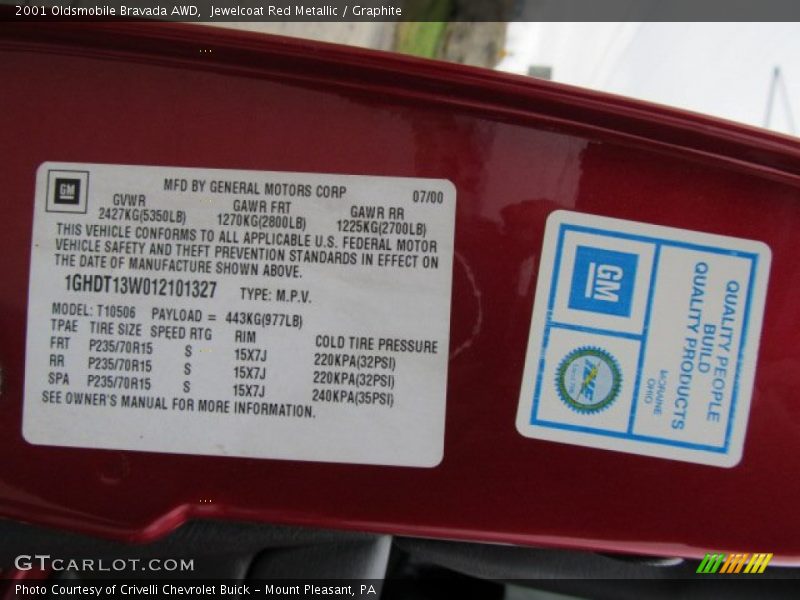 2001 Oldsmobile Bravada AWD,  Jewelcoat Red Metallic / Graphite
GM
MFD BY GENERAL MOTORS CORP
07/00
GVWR GAWR FRT GAWR RR
2427KG(5350LB) 1270KG(2800LB) 1225KG(2700LB)
THIS VEHICLE CONFORMS TO ALL APPLICABLE U.S. FEDERAL MOTOR
VEHICLE SAFETY AND THEFT PREVENTION STANDARDS IN EFFECT ON
THE DATE OF MANUFACTURE SHOWN ABOVE.
1GHDT13W012101327 TYPE: M.P.V.
MODEL: T10506 PAYLOAD = 443KG(977LB)
TPAE TIRE SIZE SPEED RTG RIM COLD TIRE PRESSURE
FRT P235/70R15 S 15X7J 220KPA(32PSI)
RR P235/70R15 S 15X7J 220KPA(32PSI)
SPA P235/70R15 S 15X7J 240KPA(35PSI)
SEE OWNER'S MANUAL FOR MORE INFORMATION.
GM
QUALITY PEOPLE
BUILD
QUALITY PRODUCTS
MORAINE
OHIO
GTCARLOT.COM
Photo Courtesy of Crivelli Chevrolet Buick - Mount Pleasant, PA